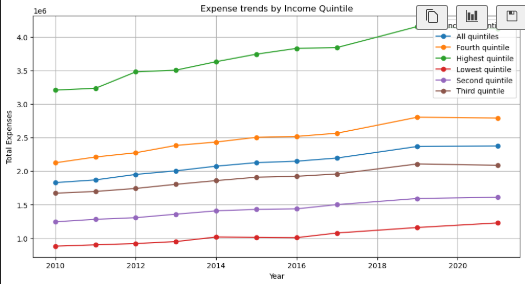 Expense trends by Income Quintile
1e6
4.0
3.5
3.0
2.5
2.0
1.5
1.0
Total Expenses
2010
2012
2014
2016
2018
2020
Year
All quintiles
Fourth quintile
Highest quintile
Lowest quintile
Second quintile
Third quintile